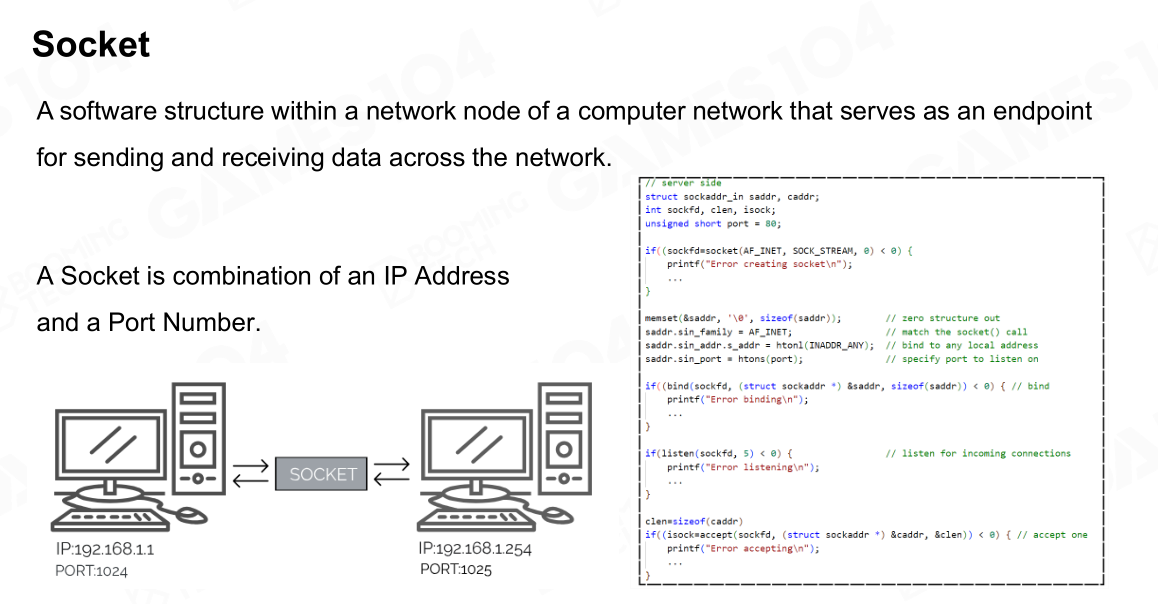 Socket
A software structure within a network node of a computer network that serves as an endpoint
for sending and receiving data across the network.
A Socket is combination of an IP Address
and a Port Number.
SOCKET
IP:192.168.1.1
PORT:1024
IP:192.168.1.254
PORT:1025
// server side
struct sockaddr_in saddr, caddr;
int sockfd, clen, isock;
unsigned short port = 80;
if((sockfd=socket(AF_INET, SOCK_STREAM, 0) < 0) {
printf("Error creating socket\n");
...
}
memset(&saddr, '\0', sizeof(saddr)); // zero structure out
saddr.sin_family = AF_INET; // match the socket() call
saddr.sin_addr.s_addr = htonl(INADDR_ANY); // bind to any local address
saddr.sin_port = htons(port); // specify port to listen on
if((bind(sockfd, (struct sockaddr *) &saddr, sizeof(saddr)) < 0) { // bind
printf("Error binding\n");
...
}
if(listen(sockfd, 5) < 0) { // listen for incoming connections
printf("Error listening\n");
...
}
clen=sizeof(caddr)
if((isock=accept(sockfd, (struct sockaddr *) &caddr, &clen)) < 0) { // accept one
printf("Error accepting\n");
...
}
BOOMING
TECH
GAMES104